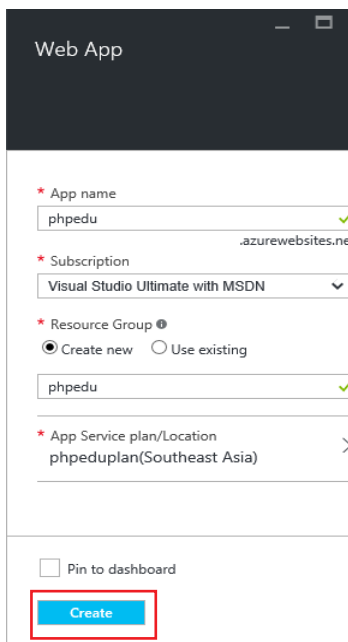 Web App
* App name
phpedu
.azurewebsites.ne
* Subscription
Visual Studio Ultimate with MSDN
* Resource Group
Create new Use existing
phpedu
* App Service plan/Location
phpeduplan(Southeast Asia)
Pin to dashboard
Create